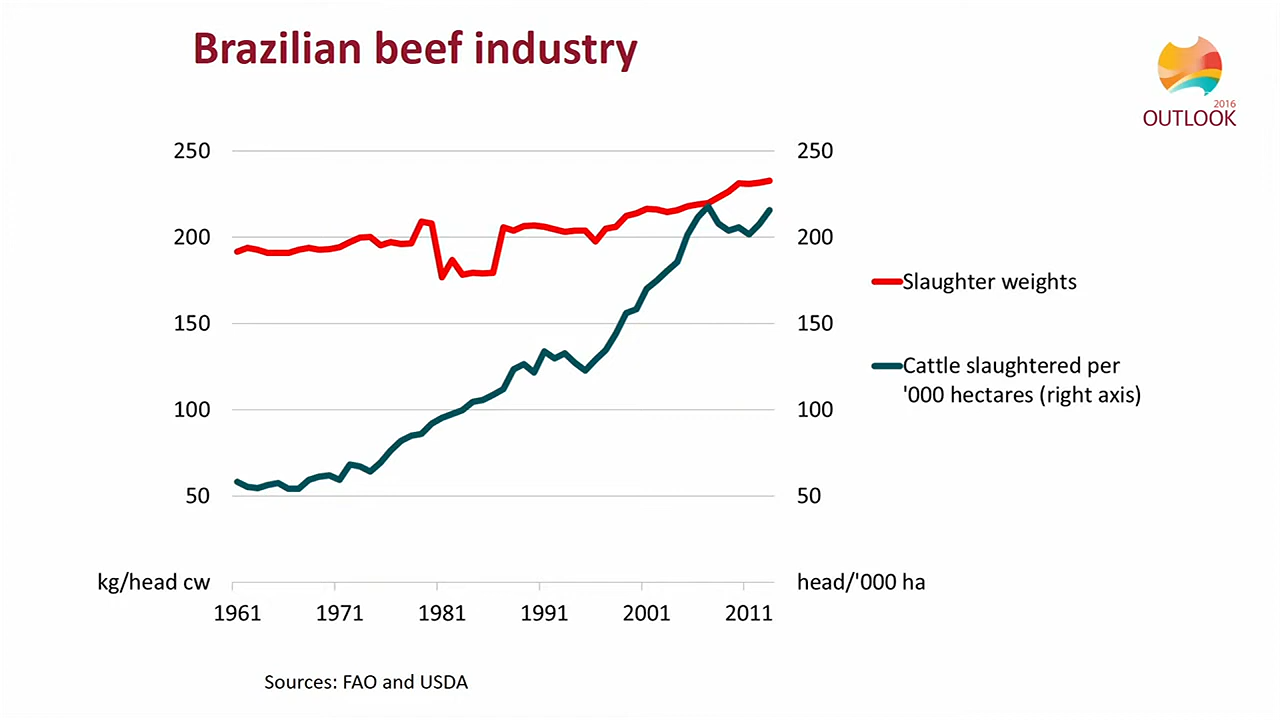 Brazilian beef industry
2016
OUTLOOK
250
250
200
200
150
150
100
100
50
50
kg/head cw
head/'000 ha
1961
1971
1981
1991
2001
2011
Slaughter weights
Cattle slaughtered per
'000 hectares (right axis)
Sources: FAO and USDA